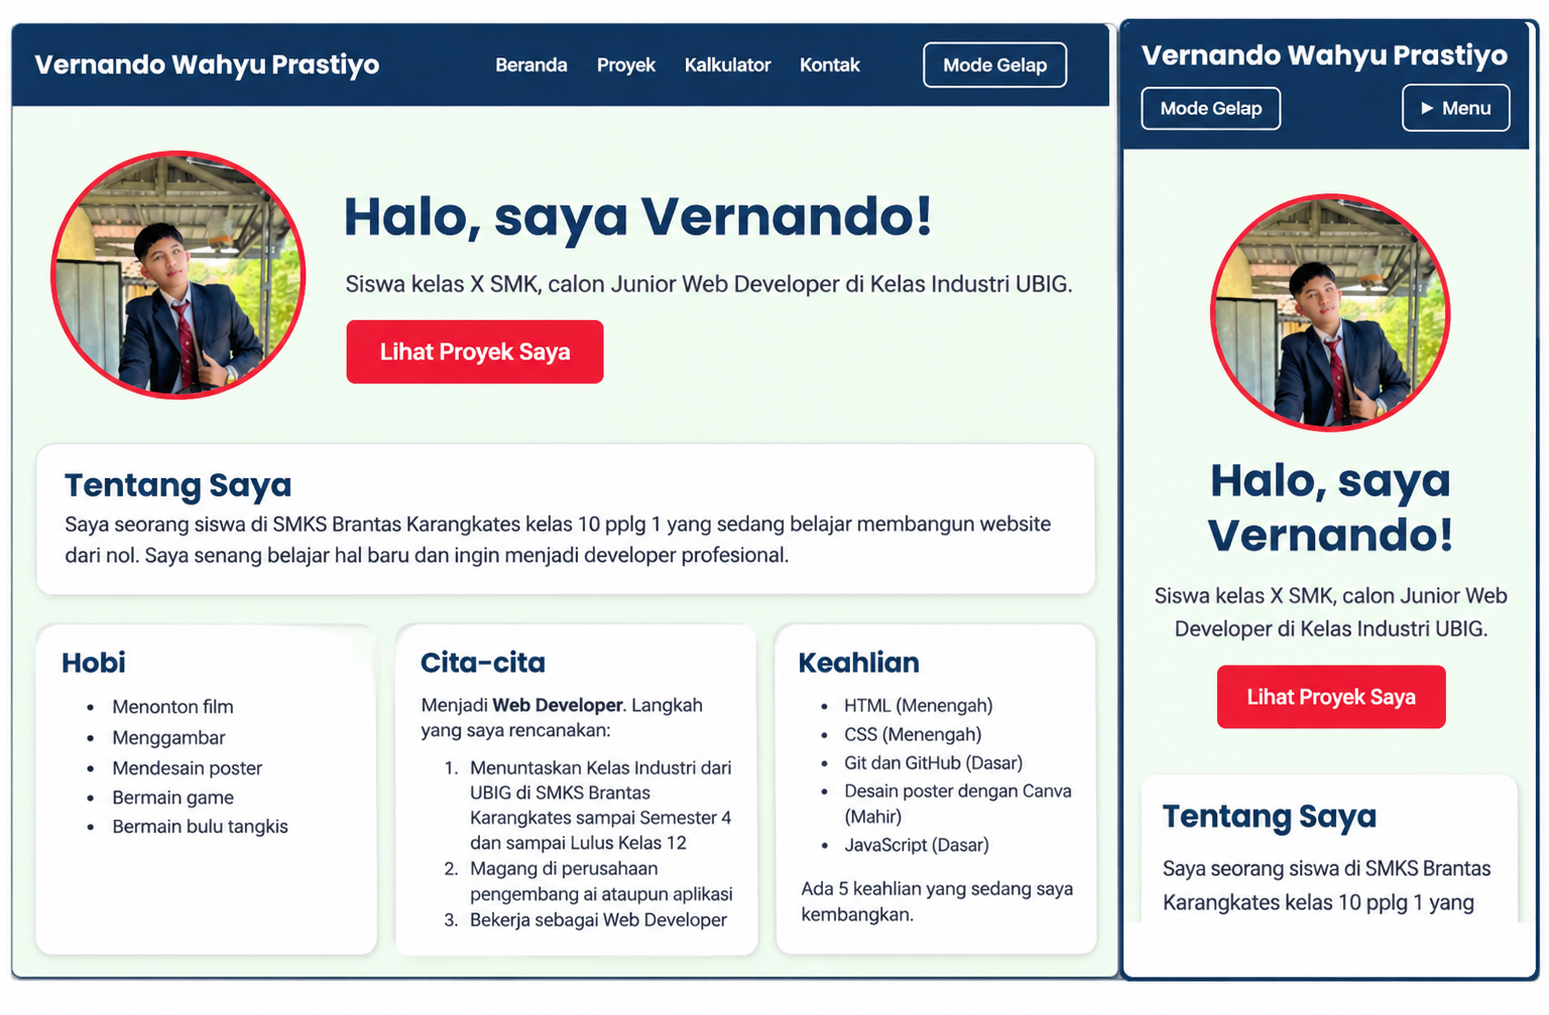 Vernando Wahyu Prastiyo
Beranda Proyek Kalkulator Kontak
Mode Gelap
Halo, saya Vernando!
Siswa kelas X SMK, calon Junior Web Developer di Kelas Industri UBIG.
Lihat Proyek Saya
Tentang Saya
Saya seorang siswa di SMKS Brantas Karangkates kelas 10 pplg 1 yang sedang belajar membangun website
dari nol. Saya senang belajar hal baru dan ingin menjadi developer profesional.
Hobi
• Menonton film
• Menggambar
• Mendesain poster
• Bermain game
• Bermain bulu tangkis
Cita-cita
Menjadi Web Developer. Langkah
yang saya rencanakan:
1. Menuntaskan Kelas Industri dari
UBIG di SMKS Brantas
Karangkates sampai Semester 4
dan sampai Lulus Kelas 12
2. Magang di perusahaan
pengembang ai ataupun aplikasi
3. Bekerja sebagai Web Developer
Keahlian
• HTML (Menengah)
• CSS (Menengah)
• Git dan GitHub (Dasar)
• Desain poster dengan Canva
(Mahir)
• JavaScript (Dasar)
Ada 5 keahlian yang sedang saya
kembangkan.
Vernando Wahyu Prastiyo
Mode Gelap
▶ Menu
Halo, saya
Vernando!
Siswa kelas X SMK, calon Junior Web
Developer di Kelas Industri UBIG.
Lihat Proyek Saya
Tentang Saya
Saya seorang siswa di SMKS Brantas
Karangkates kelas 10 pplg 1 yang